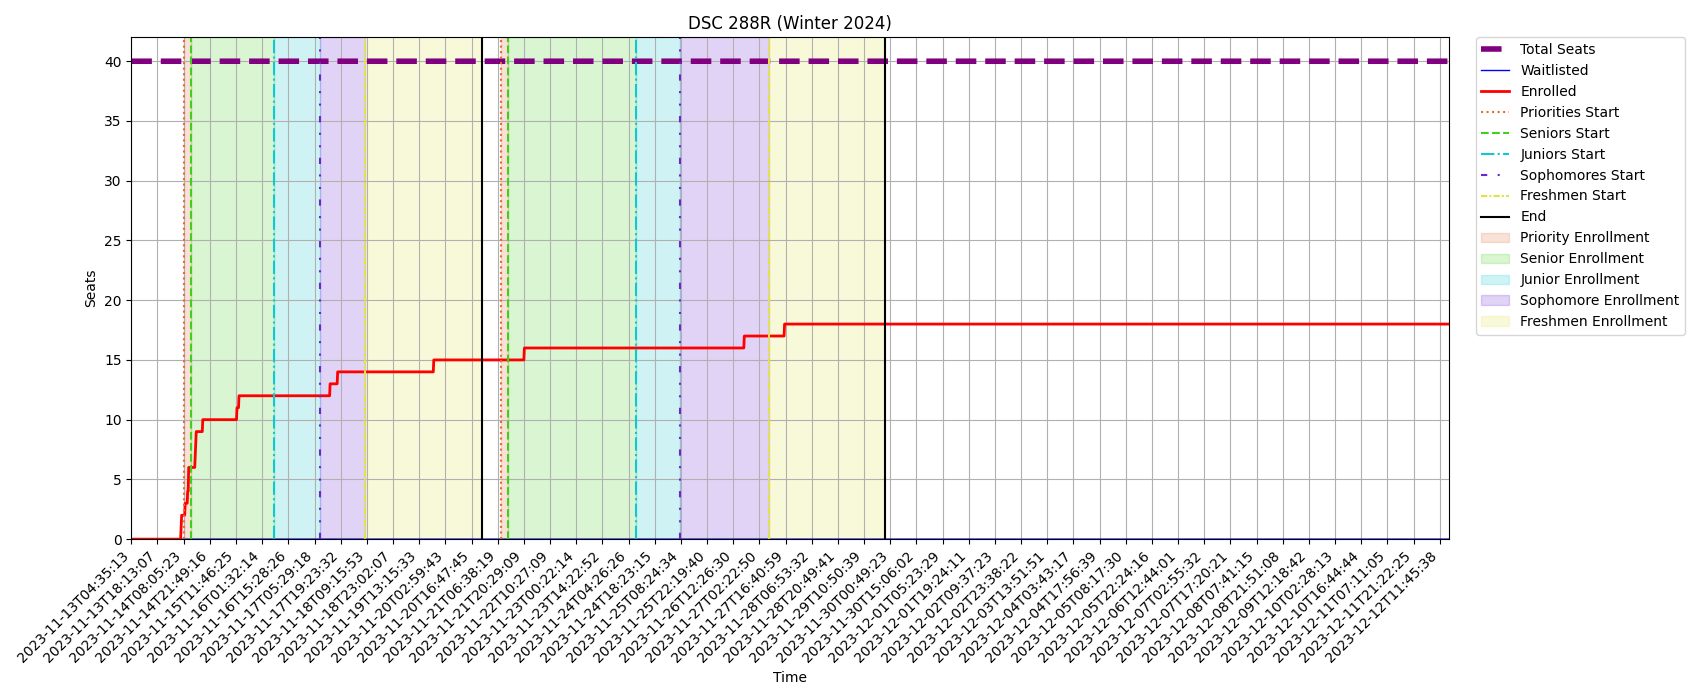 DSC 288R (Winter 2024)
40
35
30
25
20
15
10
5
0
Seats
2023-11-13T04:35:13
2023-11-13T18:13:07
2023-11-14T08:05:23
2023-11-14T21:49:16
2023-11-15T11:46:25
2023-11-16T01:32:14
2023-11-16T15:28:26
2023-11-17T05:29:18
2023-11-17T19:23:32
2023-11-18T09:15:53
2023-11-18T23:02:07
2023-11-19T13:15:33
2023-11-20T02:59:43
2023-11-20T16:47:45
2023-11-21T06:38:19
2023-11-21T20:29:09
2023-11-22T10:27:09
2023-11-23T00:22:14
2023-11-23T14:22:52
2023-11-24T04:26:26
2023-11-24T18:23:15
2023-11-25T08:24:34
2023-11-25T22:19:40
2023-11-26T12:26:30
2023-11-27T02:22:50
2023-11-27T16:40:59
2023-11-28T06:53:32
2023-11-28T20:49:41
2023-11-29T10:50:39
2023-11-30T00:49:23
2023-11-30T15:06:02
2023-12-01T05:23:29
2023-12-01T19:24:11
2023-12-02T09:37:23
2023-12-02T23:38:22
2023-12-03T13:51:51
2023-12-04T03:43:17
2023-12-04T17:56:39
2023-12-05T08:17:30
2023-12-05T22:24:16
2023-12-06T12:44:01
2023-12-07T02:55:32
2023-12-07T17:20:21
2023-12-08T07:41:15
2023-12-08T21:51:08
2023-12-09T12:18:42
2023-12-10T02:28:13
2023-12-10T16:44:44
2023-12-11T07:11:05
2023-12-11T21:22:25
2023-12-12T11:45:38
Time
Total Seats
Waitlisted
Enrolled
Priorities Start
Seniors Start
Juniors Start
Sophomores Start
Freshmen Start
End
Priority Enrollment
Senior Enrollment
Junior Enrollment
Sophomore Enrollment
Freshmen Enrollment